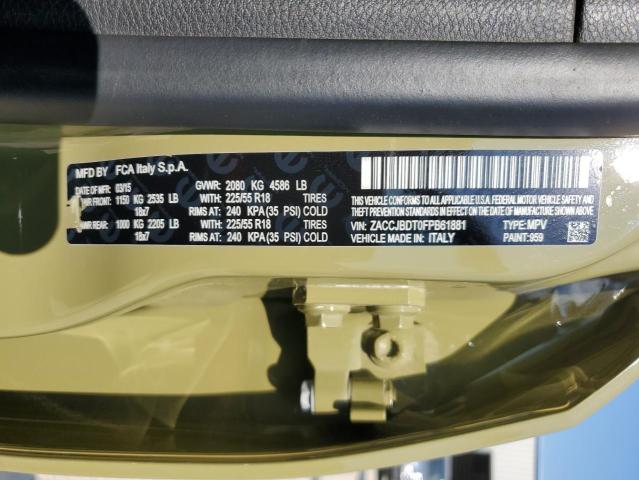 MFD BY FCA Italy S.p.A.
DATE OF MFR 03/15 GVWR: 2080 KG 4586 LB
GAWR FRONT: 1150 KG 2535 LB WITH 225/55 R18 TIRES
18x7 RIMS AT: 240 KPA (35 PSI) COLD
GAWR REAR: 1000 KG 2205 LB WITH 225/55 R18 TIRES
18x7 RIMS AT: 240 KPA (35 PSI) COLD
THIS VEHICLE CONFORMS TO ALL APPLICABLE U.S.A. FEDERAL MOTOR VEHICLE SAFETY
AND THEFT PREVENTION STANDARDS IN EFFECT ON THE DATE OF MANUFACTURE SHOWN ABOVE.
VIN: ZACCJBDT0FPB61881 TYPE: MPV
VEHICLE MADE IN: ITALY PAINT: 959